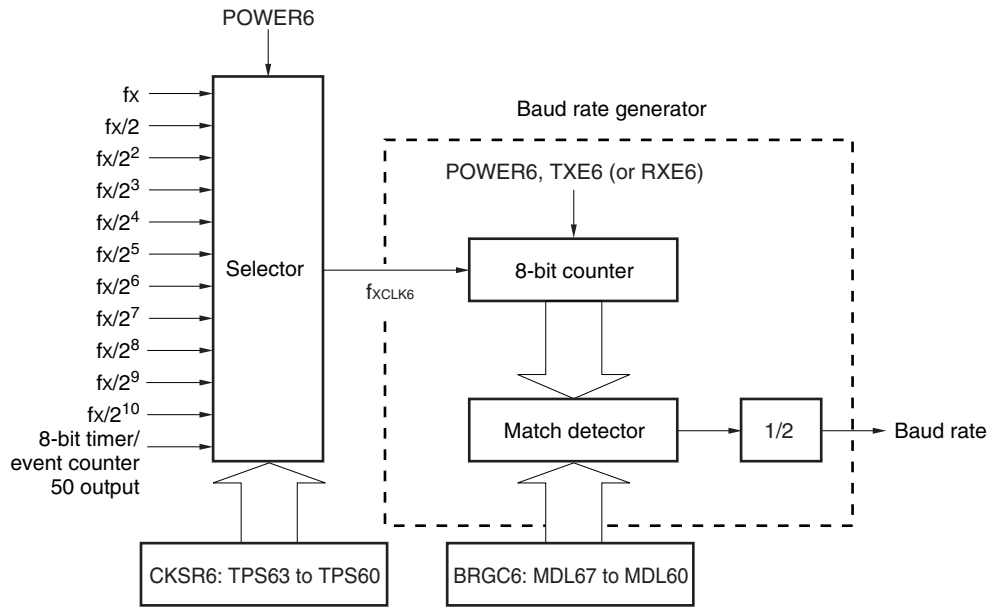 POWER6
fx
fx/2
fx/2²
fx/2³
fx/2⁴
fx/2⁵
fx/2⁶
fx/2⁷
fx/2⁸
fx/2⁹
fx/2¹⁰
8-bit timer/
event counter
50 output
Selector
fXCLK6
Baud rate generator
POWER6, TXE6 (or RXE6)
8-bit counter
Match detector
1/2
Baud rate
CKSR6: TPS63 to TPS60
BRGC6: MDL67 to MDL60